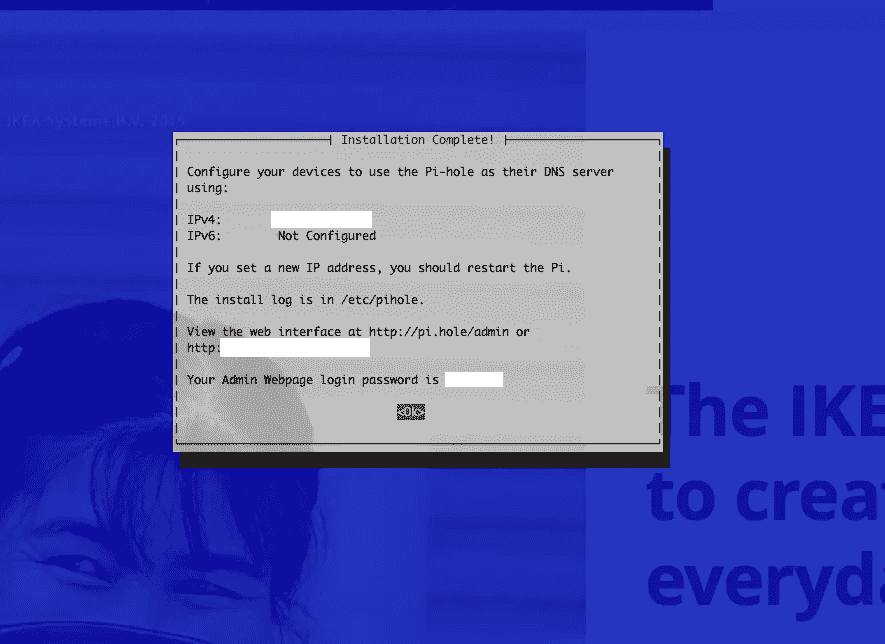 IKEA Systems B.V. 2015
Installation Complete!
Configure your devices to use the Pi-hole as their DNS server
using:
IPv4:
IPv6: Not Configured
If you set a new IP address, you should restart the Pi.
The install log is in /etc/pihole.
View the web interface at http://pi.hole/admin or
http:
Your Admin Webpage login password is
<Ok>
The IKE
to creat
everyda